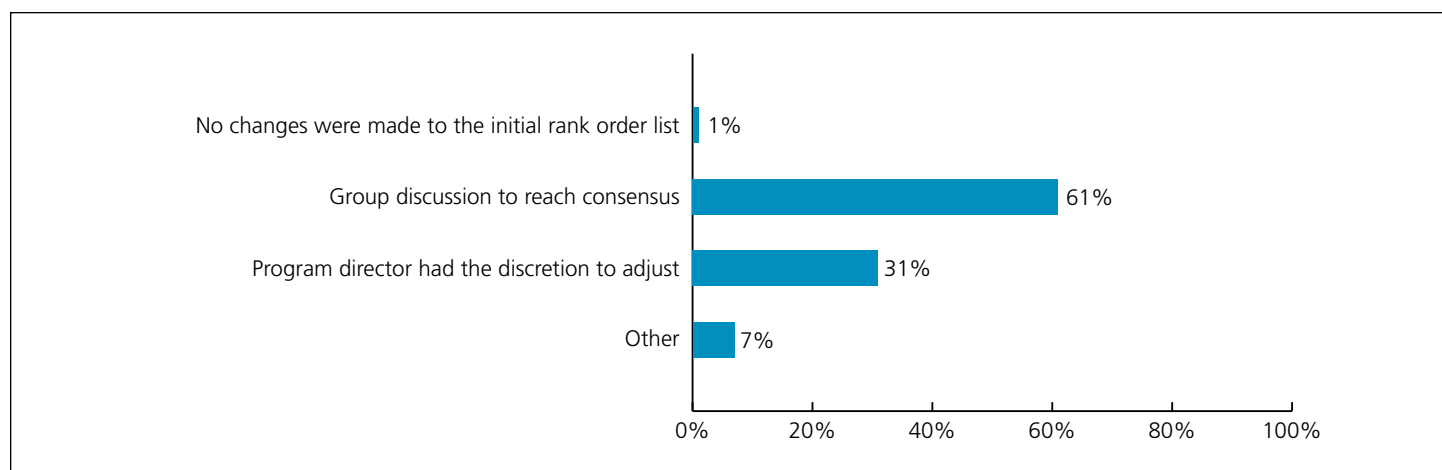 No changes were made to the initial rank order list 1%
Group discussion to reach consensus 61%
Program director had the discretion to adjust 31%
Other 7%
0% 20% 40% 60% 80% 100%